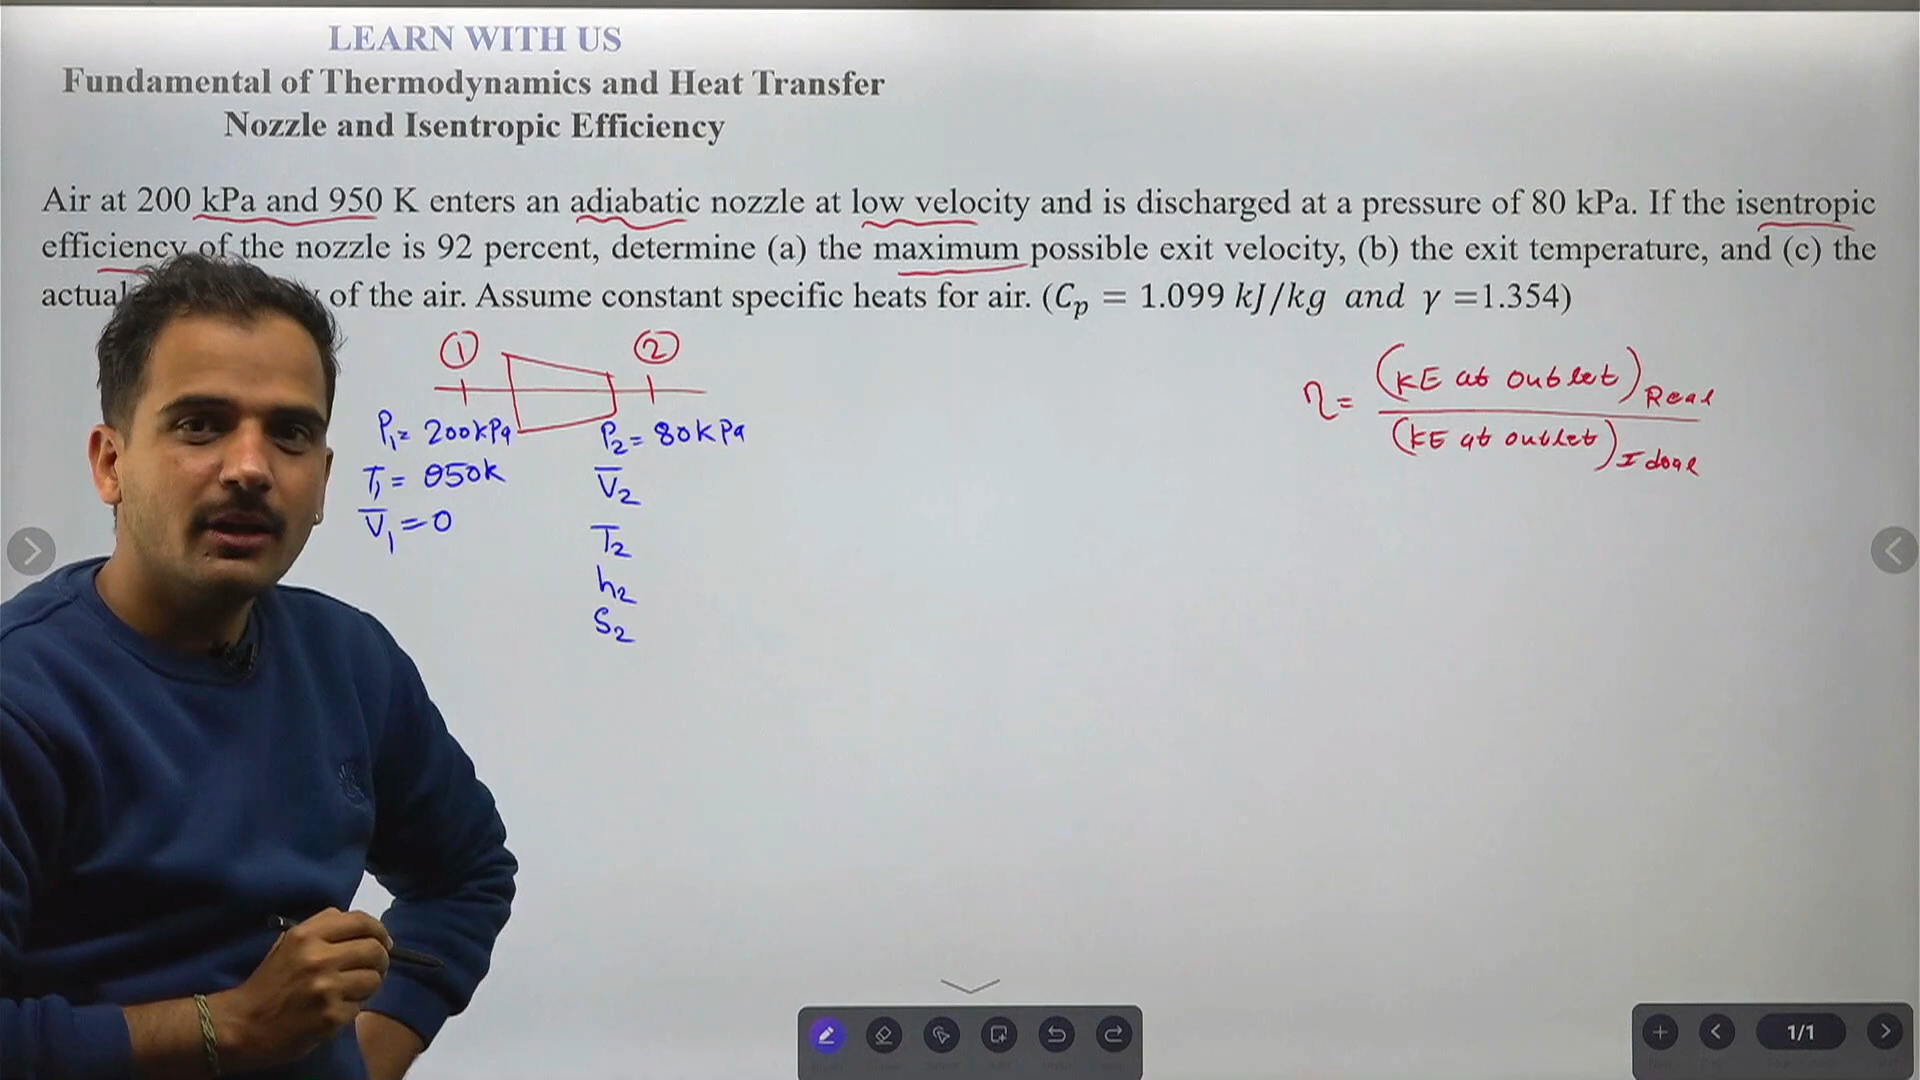 LEARN WITH US
Fundamental of Thermodynamics and Heat Transfer
Nozzle and Isentropic Efficiency
Air at 200 kPa and 950 K enters an adiabatic nozzle at low velocity and is discharged at a pressure of 80 kPa. If the isentropic
efficiency of the nozzle is 92 percent, determine (a) the maximum possible exit velocity, (b) the exit temperature, and (c) the
actual of the air. Assume constant specific heats for air. (Cp = 1.099 kJ/kg and γ =1.354)
① ②
P1= 200kPa P2= 80kPa
T1= 950k V̅2
V̅1=0 T2
h2
S2
η= (KE at outlet)Real
(KE at outlet)Ideal
1/1